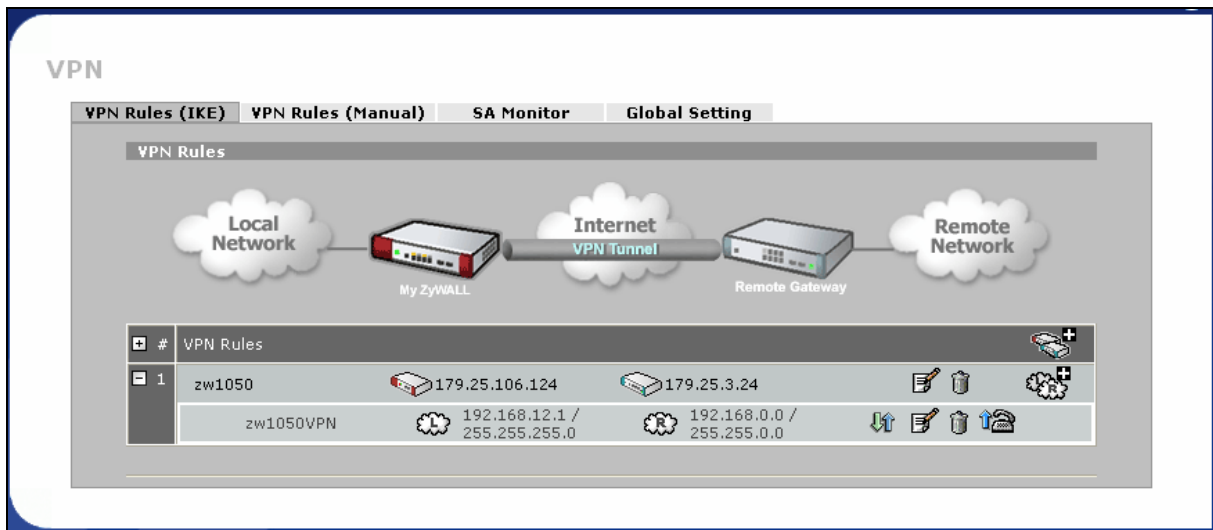 VPN
VPN Rules (IKE) VPN Rules (Manual) SA Monitor Global Setting
VPN Rules
Local Network
Internet
VPN Tunnel
Remote Network
My ZyWALL
Remote Gateway
# VPN Rules
1 zw1050 179.25.106.124 179.25.3.24
zw1050VPN L 192.168.12.1 / 255.255.255.0 R 192.168.0.0 / 255.255.0.0